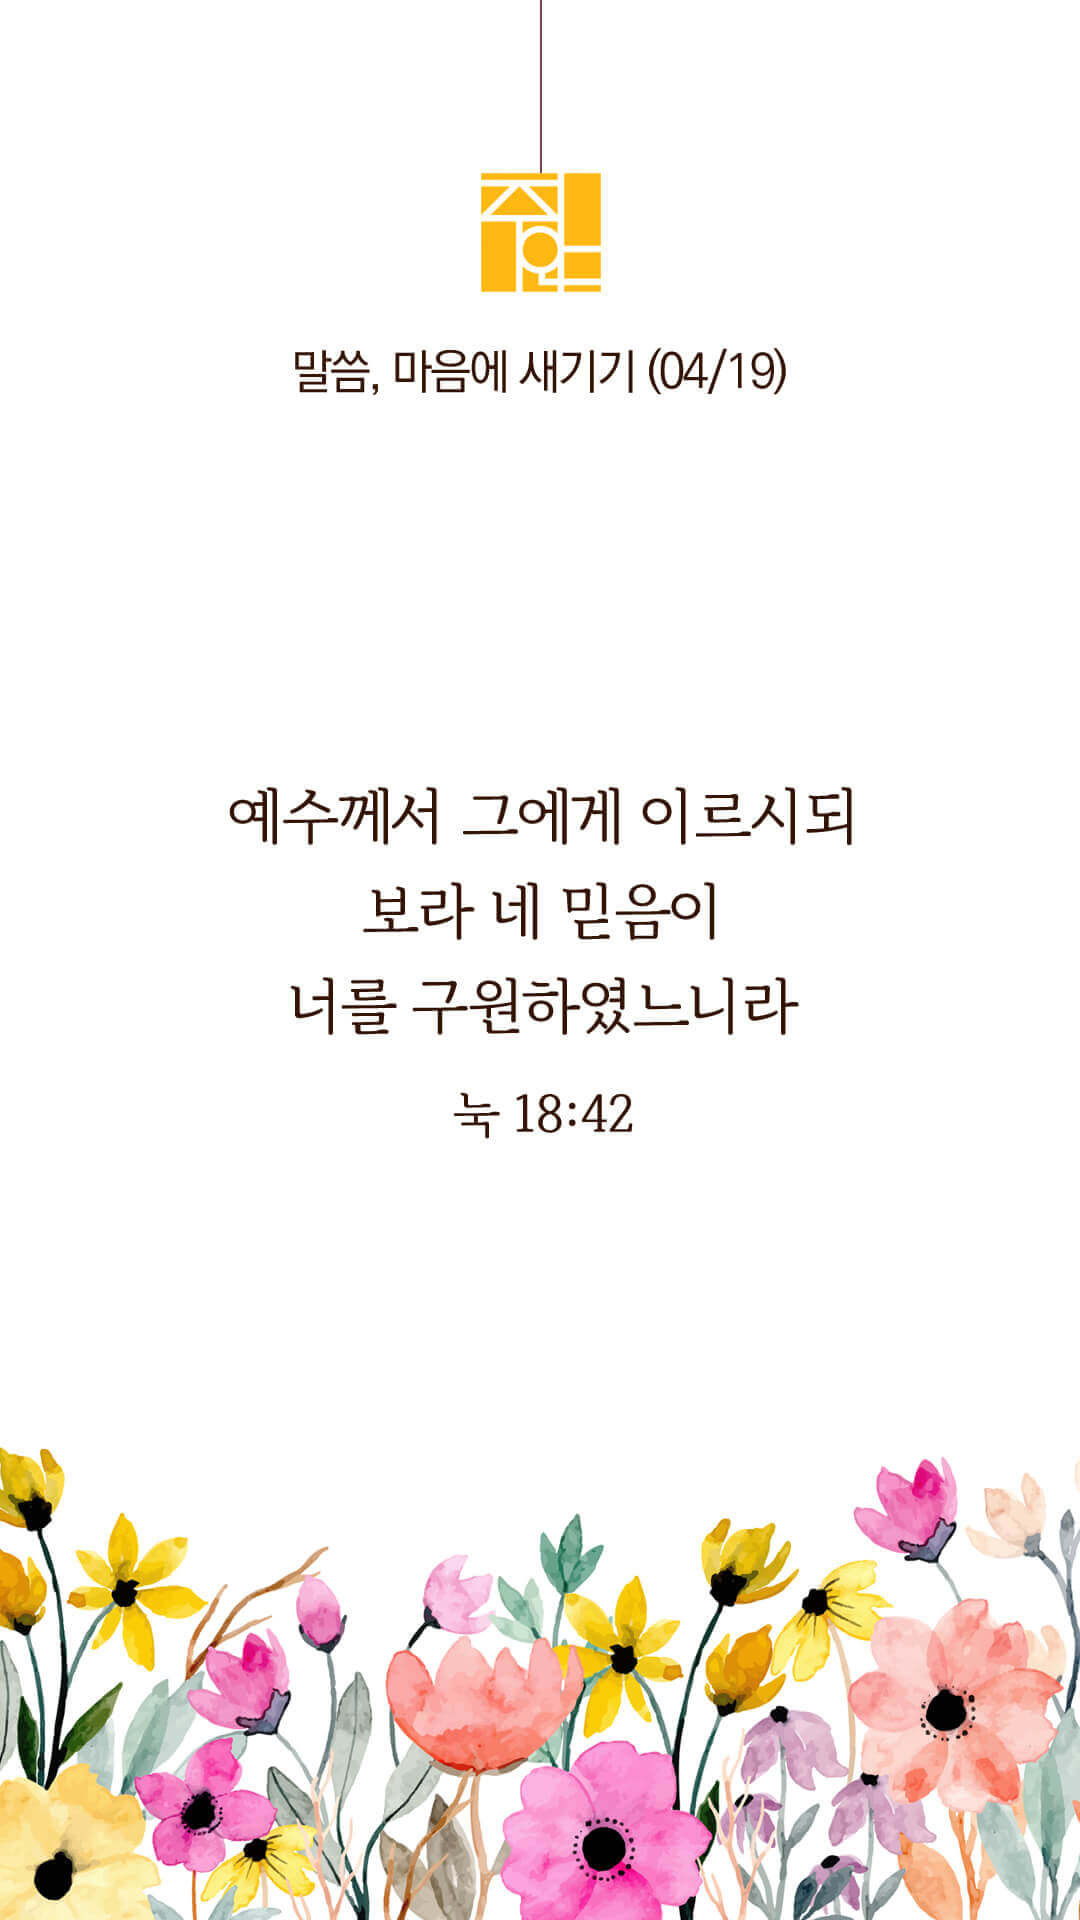 주안
말씀, 마음에 새기기 (04/19)
예수께서 그에게 이르시되
보라 네 믿음이
너를 구원하였느니라
눅 18:42